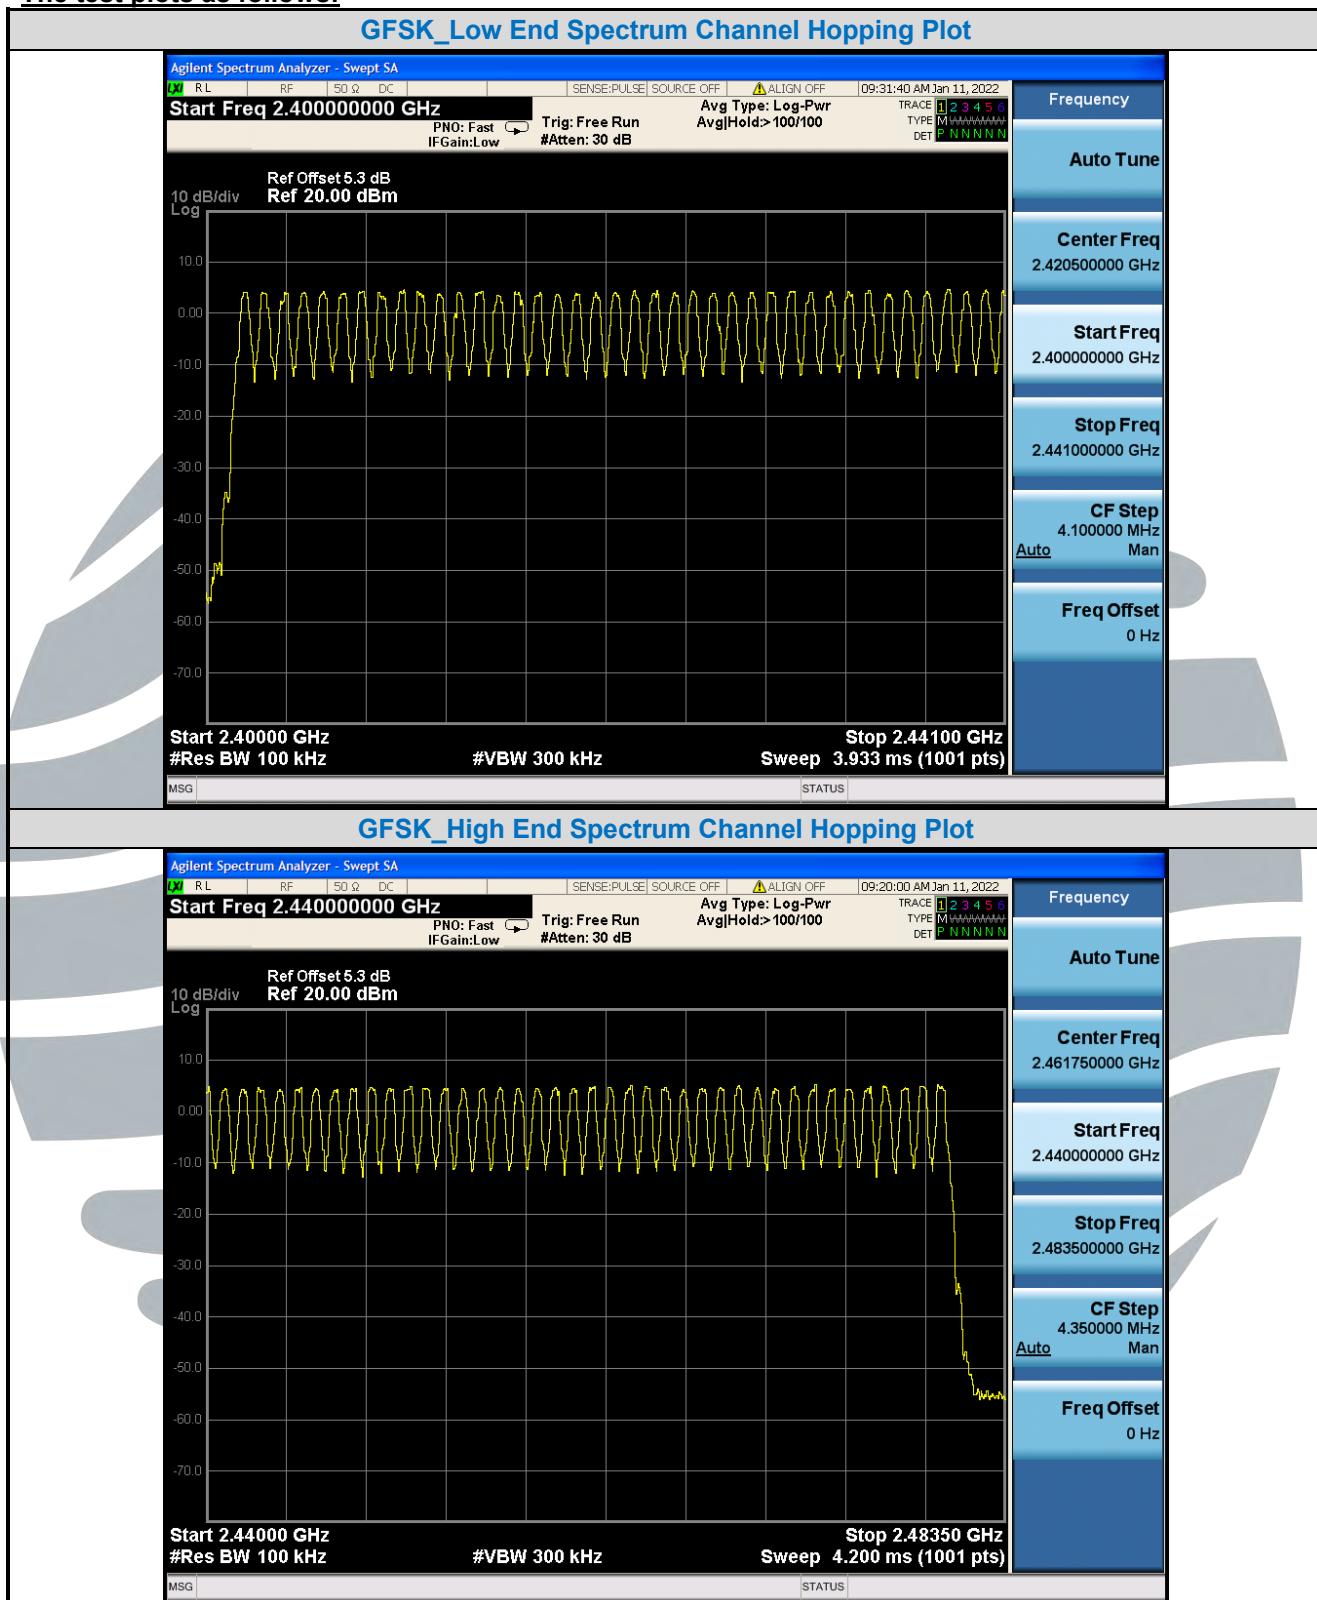 The test plots as follows:
GFSK_Low End Spectrum Channel Hopping Plot
Agilent Spectrum Analyzer - Swept SA
LXI RL RF 50 Ω DC SENSE:PULSE SOURCE OFF ALIGN OFF 09:31:40 AM Jan 11, 2022
Start Freq 2.400000000 GHz
PNO: Fast
IFGain:Low
Trig: Free Run
#Atten: 30 dB
Avg Type: Log-Pwr
Avg|Hold:>100/100
TRACE 1 2 3 4 5 6
TYPE M
DET P N N N N N
Ref Offset 5.3 dB
10 dB/div Ref 20.00 dBm
Log
10.0
0.00
-10.0
-20.0
-30.0
-40.0
-50.0
-60.0
-70.0
Start 2.40000 GHz Stop 2.44100 GHz
#Res BW 100 kHz #VBW 300 kHz Sweep 3.933 ms (1001 pts)
MSG STATUS
Frequency
Auto Tune
Center Freq
2.420500000 GHz
Start Freq
2.400000000 GHz
Stop Freq
2.441000000 GHz
CF Step
4.100000 MHz
Auto Man
Freq Offset
0 Hz
GFSK_High End Spectrum Channel Hopping Plot
Agilent Spectrum Analyzer - Swept SA
LXI RL RF 50 Ω DC SENSE:PULSE SOURCE OFF ALIGN OFF 09:20:00 AM Jan 11, 2022
Start Freq 2.440000000 GHz
PNO: Fast
IFGain:Low
Trig: Free Run
#Atten: 30 dB
Avg Type: Log-Pwr
Avg|Hold:>100/100
TRACE 1 2 3 4 5 6
TYPE M
DET P N N N N N
Ref Offset 5.3 dB
10 dB/div Ref 20.00 dBm
Log
10.0
0.00
-10.0
-20.0
-30.0
-40.0
-50.0
-60.0
-70.0
Start 2.44000 GHz Stop 2.48350 GHz
#Res BW 100 kHz #VBW 300 kHz Sweep 4.200 ms (1001 pts)
MSG STATUS
Frequency
Auto Tune
Center Freq
2.461750000 GHz
Start Freq
2.440000000 GHz
Stop Freq
2.483500000 GHz
CF Step
4.350000 MHz
Auto Man
Freq Offset
0 Hz